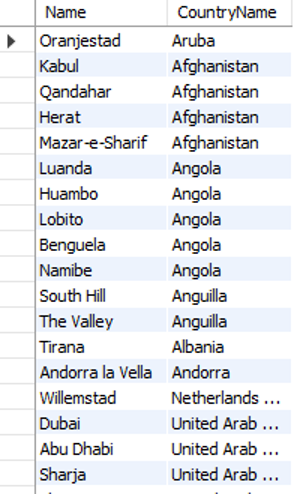 Name CountryName
Oranjestad Aruba
Kabul Afghanistan
Qandahar Afghanistan
Herat Afghanistan
Mazar-e-Sharif Afghanistan
Luanda Angola
Huambo Angola
Lobito Angola
Benguela Angola
Namibe Angola
South Hill Anguilla
The Valley Anguilla
Tirana Albania
Andorra la Vella Andorra
Willemstad Netherlands ...
Dubai United Arab ...
Abu Dhabi United Arab ...
Sharja United Arab ...